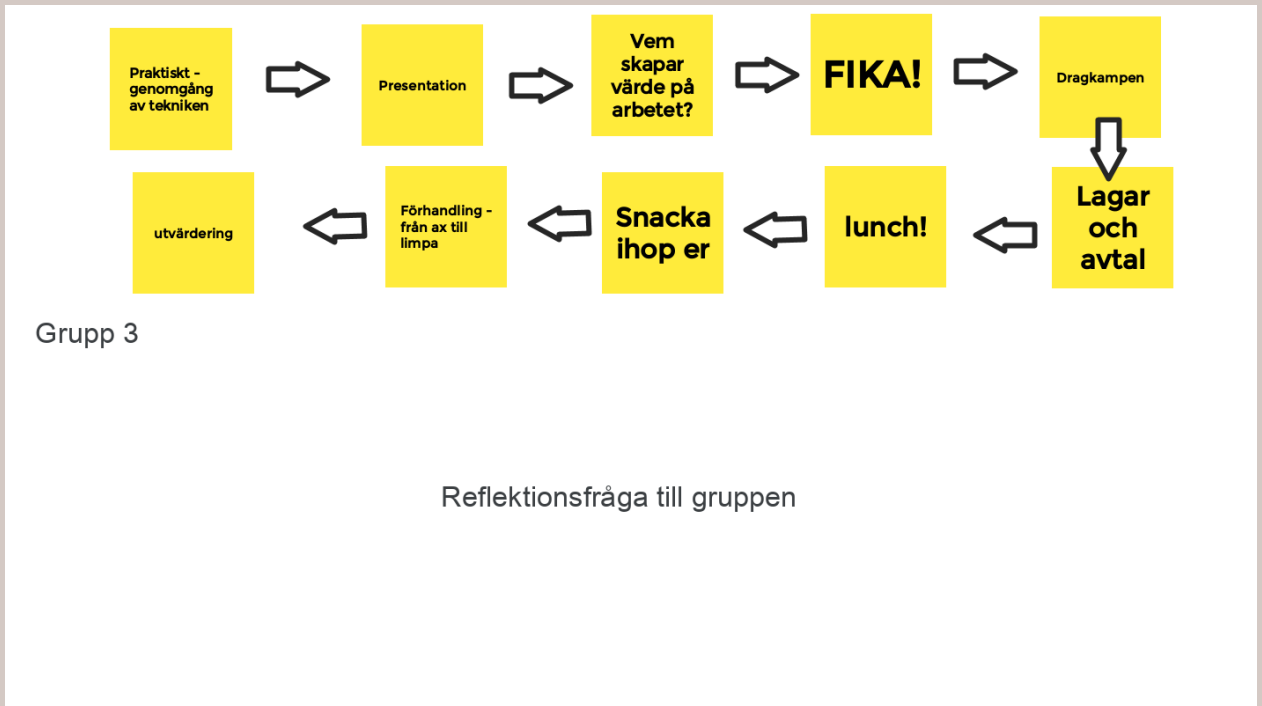 Praktiskt -
genomgång
av tekniken
Presentation
Vem
skapar
värde på
arbetet?
FIKA!
Dragkampen
Lagar
och
avtal
lunch!
Snacka
ihop er
Förhandling -
från ax till
limpa
utvärdering
Grupp 3
Reflektionsfråga till gruppen